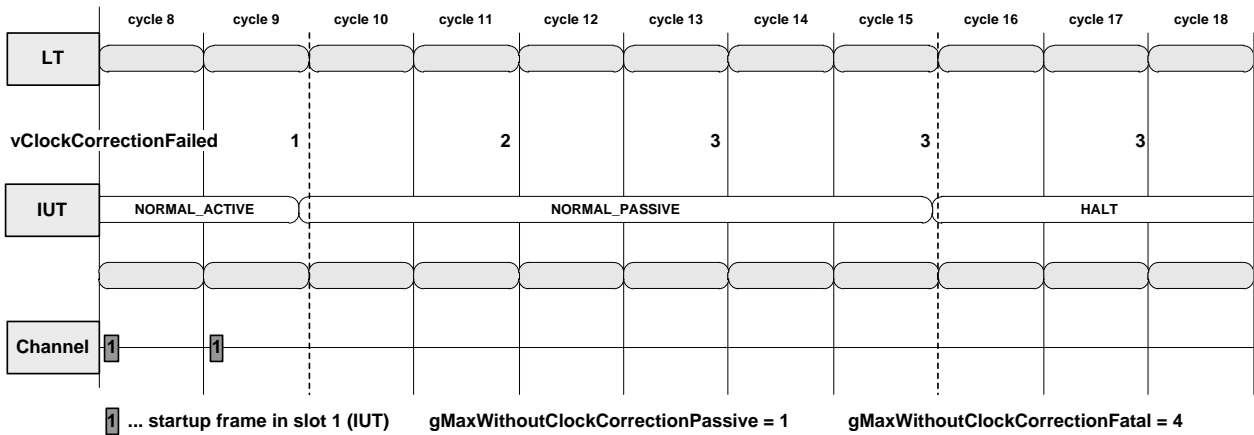 cycle 8 cycle 9 cycle 10 cycle 11 cycle 12 cycle 13 cycle 14 cycle 15 cycle 16 cycle 17 cycle 18
LT
vClockCorrectionFailed 1 2 3 3 3
IUT NORMAL_ACTIVE NORMAL_PASSIVE HALT
Channel 1 1
1 ... startup frame in slot 1 (IUT) gMaxWithoutClockCorrectionPassive = 1 gMaxWithoutClockCorrectionFatal = 4